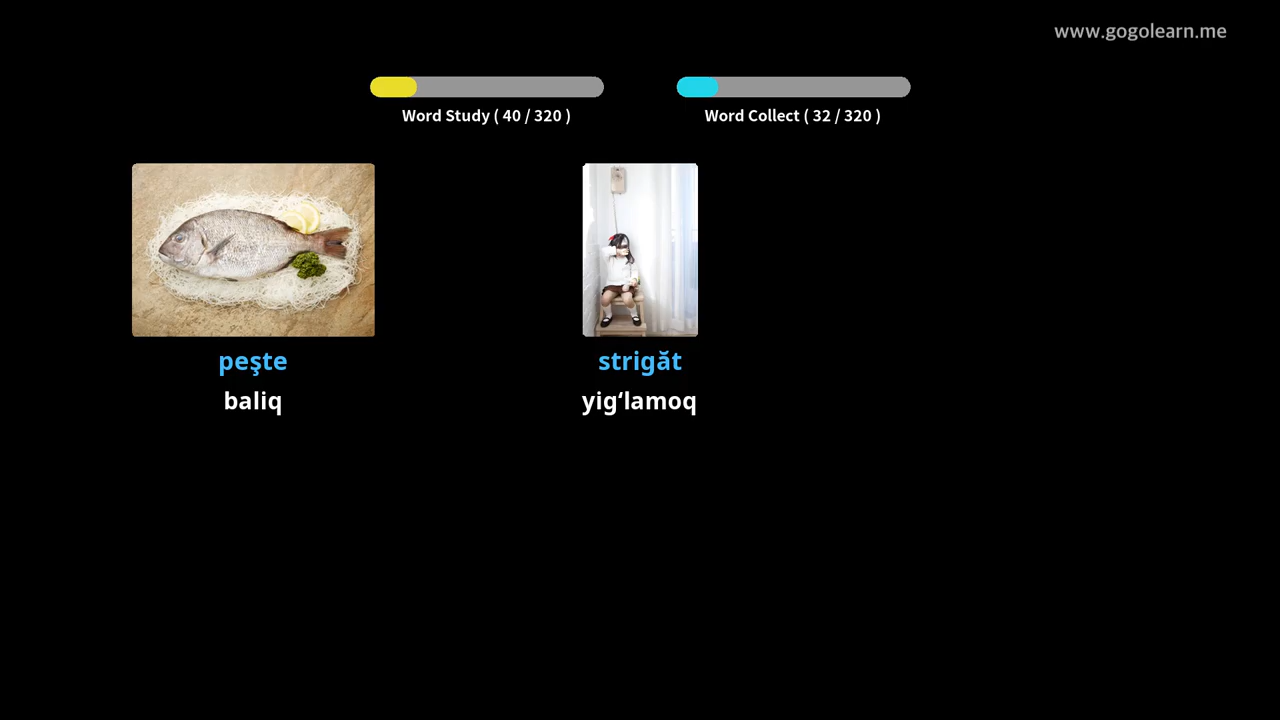 www.gogolearn.me
Word Study ( 40 / 320 )
Word Collect ( 32 / 320 )
peşte
strigăt
baliq
yig‘lamoq